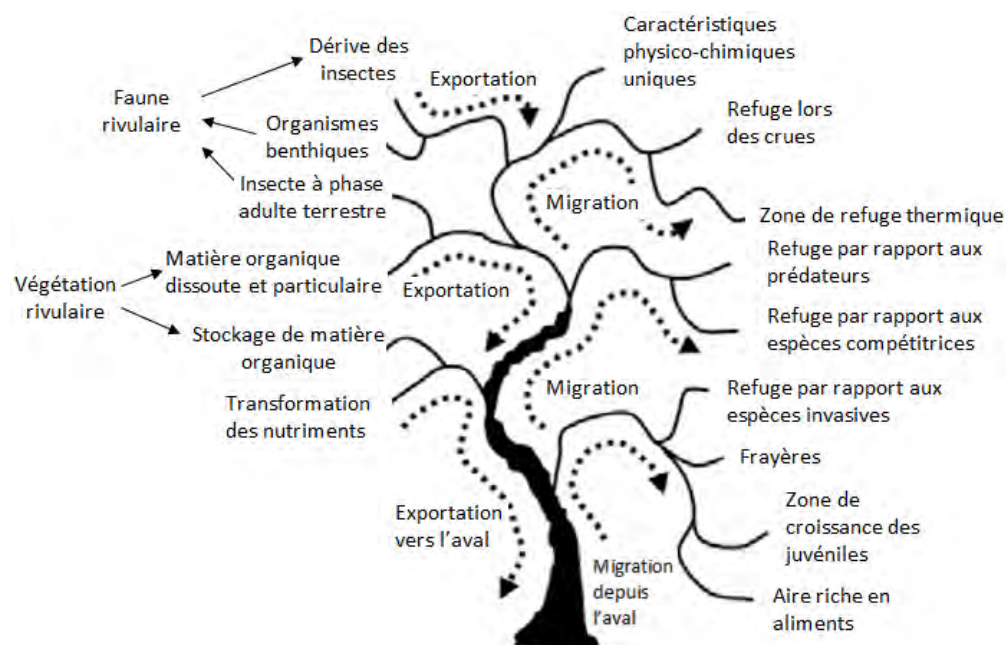 Caractéristiques
physico-chimiques
uniques
Dérive des
insectes
Exportation
Faune
rivulaire
Organismes
benthiques
Refuge lors
des crues
Insecte à phase
adulte terrestre
Migration
Zone de refuge thermique
Végétation
rivulaire
Matière organique
dissoute et particulaire
Exportation
Refuge par rapport aux
prédateurs
Stockage de matière
organique
Refuge par rapport aux
espèces compétitrices
Transformation
des nutriments
Migration
Refuge par rapport aux
espèces invasives
Frayères
Exportation
vers l'aval
Zone de
croissance des
juvéniles
Migration
depuis
l'aval
Aire riche en
aliments